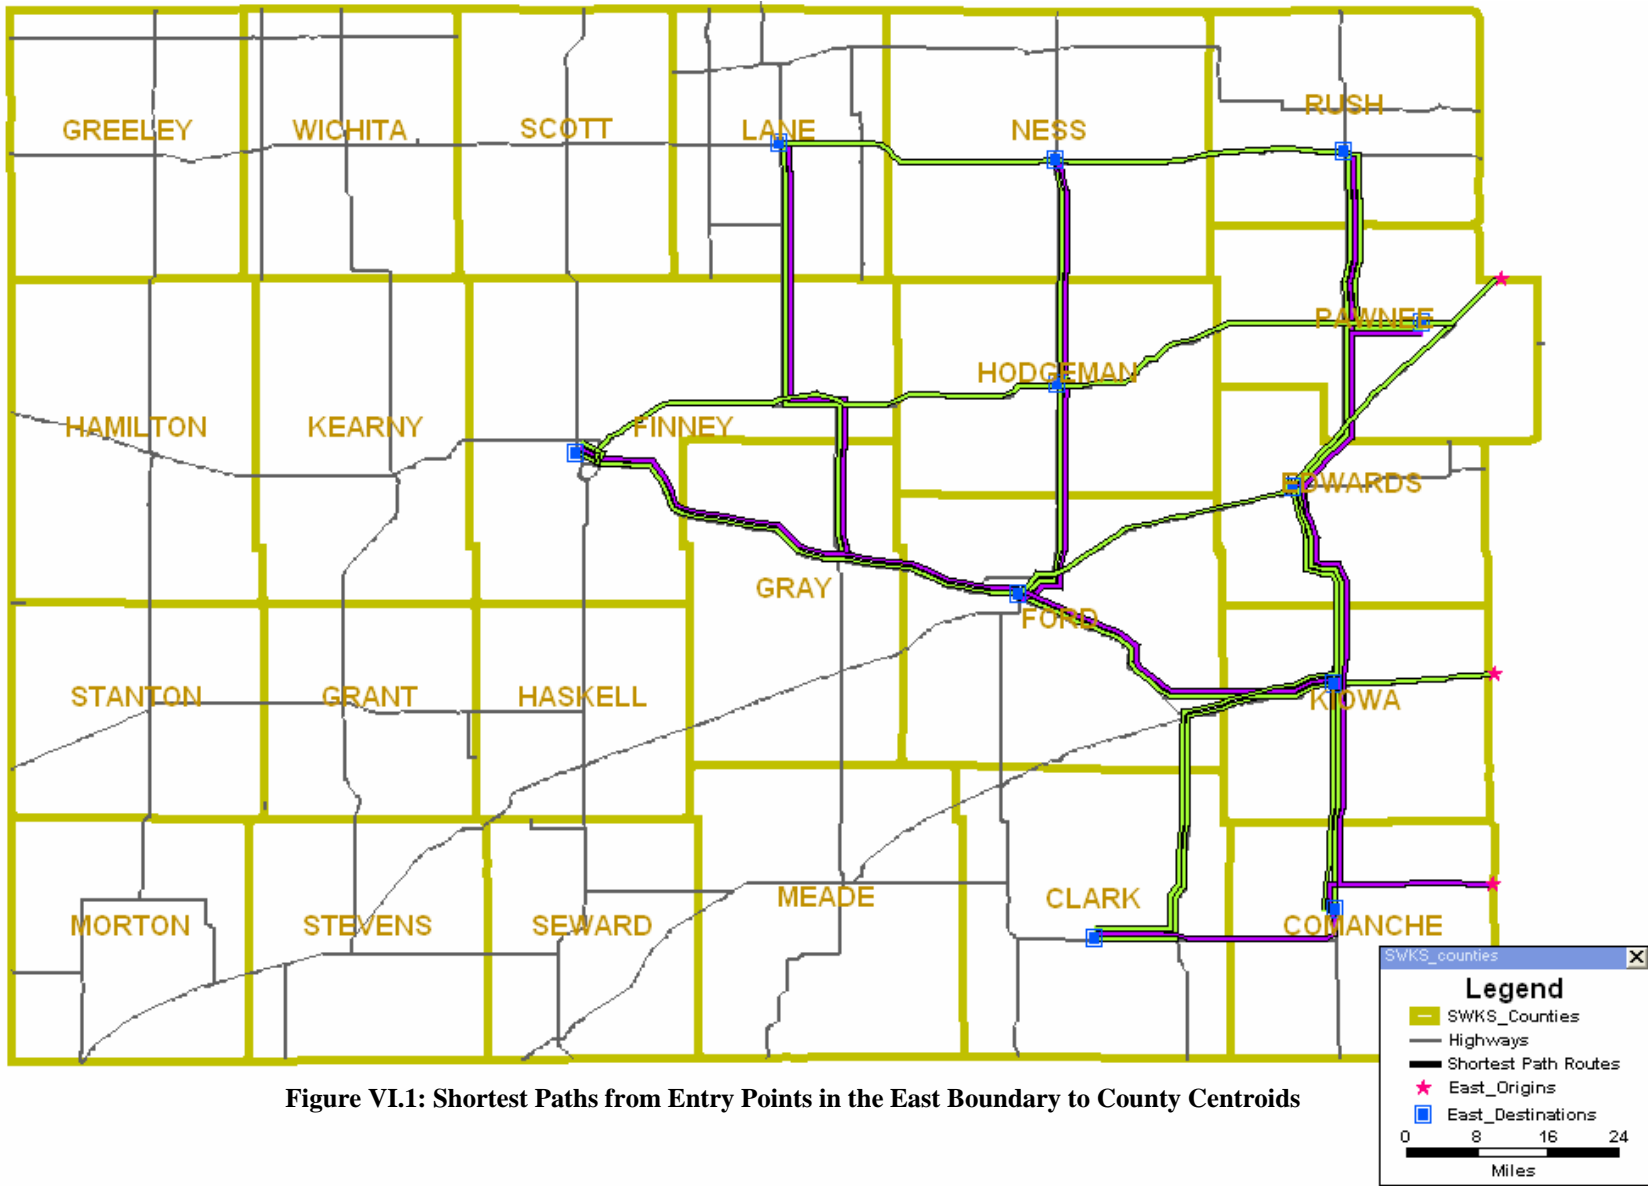 GREELEY
WICHITA
SCOTT
LANE
NESS
RUSH
PAWNEE
HODGEMAN
HAMILTON
KEARNY
FINNEY
EDWARDS
GRAY
FORD
STANTON
GRANT
HASKELL
KIOWA
MORTON
STEVENS
SEWARD
MEADE
CLARK
COMANCHE
SWKS_counties
Legend
SWKS_Counties
Highways
Shortest Path Routes
East_Origins
East_Destinations
0 8 16 24
Miles
Figure VI.1: Shortest Paths from Entry Points in the East Boundary to County Centroids